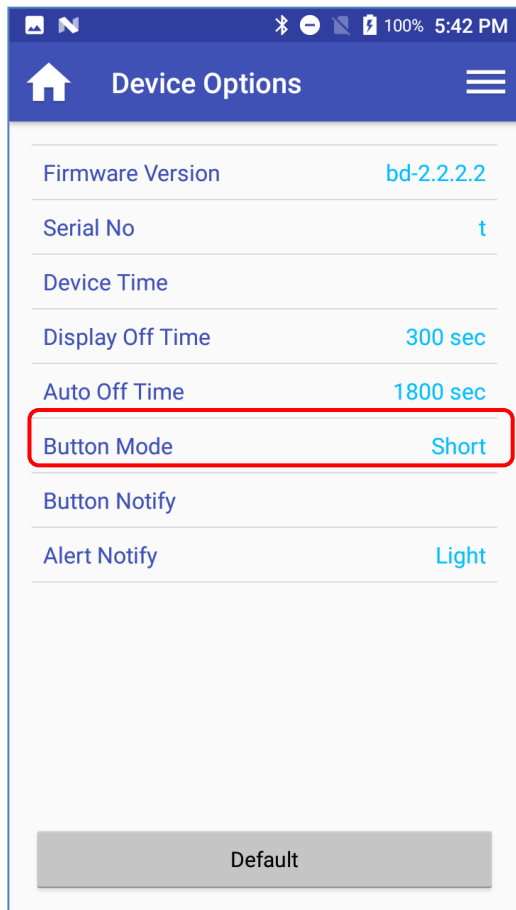 100% 5:42 PM
Device Options
Firmware Version bd-2.2.2.2
Serial No t
Device Time
Display Off Time 300 sec
Auto Off Time 1800 sec
Button Mode Short
Button Notify
Alert Notify Light
Default